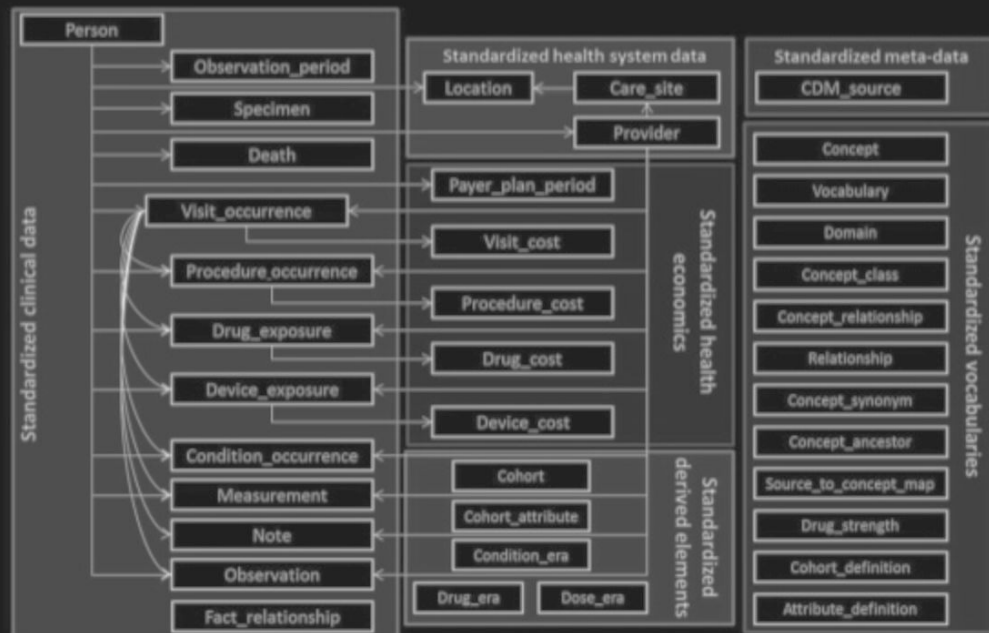 Person
Observation_period
Specimen
Death
Visit_occurrence
Procedure_occurrence
Drug_exposure
Device_exposure
Condition_occurrence
Measurement
Note
Observation
Fact_relationship
Standardized clinical data
Standardized health system data
Location
Care_site
Provider
Payer_plan_period
Visit_cost
Procedure_cost
Drug_cost
Device_cost
Standardized health
economics
Cohort
Cohort_attribute
Condition_era
Drug_era
Dose_era
Standardized
derived elements
Standardized meta-data
CDM_source
Concept
Vocabulary
Domain
Concept_class
Concept_relationship
Relationship
Concept_synonym
Concept_ancestor
Source_to_concept_map
Drug_strength
Cohort_definition
Attribute_definition
Standardized vocabularies